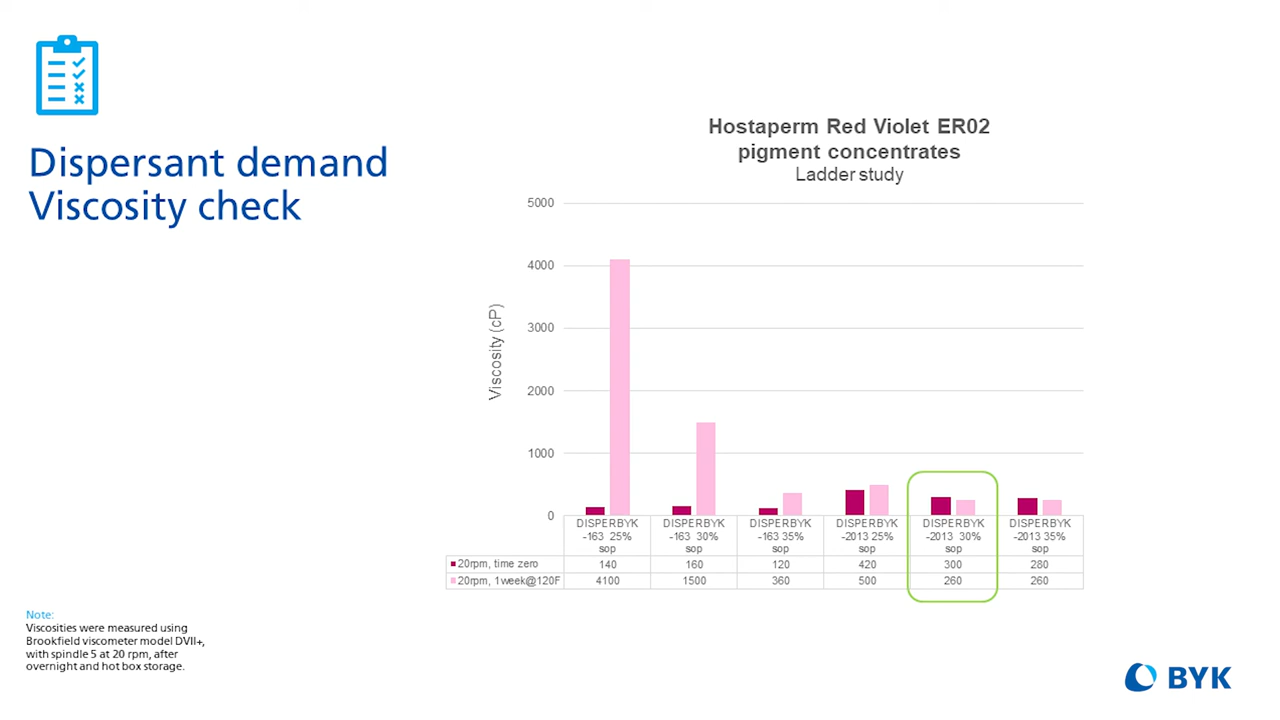 Dispersant demand
Viscosity check
Hostaperm Red Violet ER02
pigment concentrates
Ladder study
Viscosity (cP)
5000
4000
3000
2000
1000
0
DISPERBYK -163 25% sop
DISPERBYK -163 30% sop
DISPERBYK -163 35% sop
DISPERBYK -2013 25% sop
DISPERBYK -2013 30% sop
DISPERBYK -2013 35% sop
20rpm, time zero 140 160 120 420 300 280
20rpm, 1week@120F 4100 1500 360 500 260 260
Note:
Viscosities were measured using
Brookfield viscometer model DVII+,
with spindle 5 at 20 rpm, after
overnight and hot box storage.
BYK